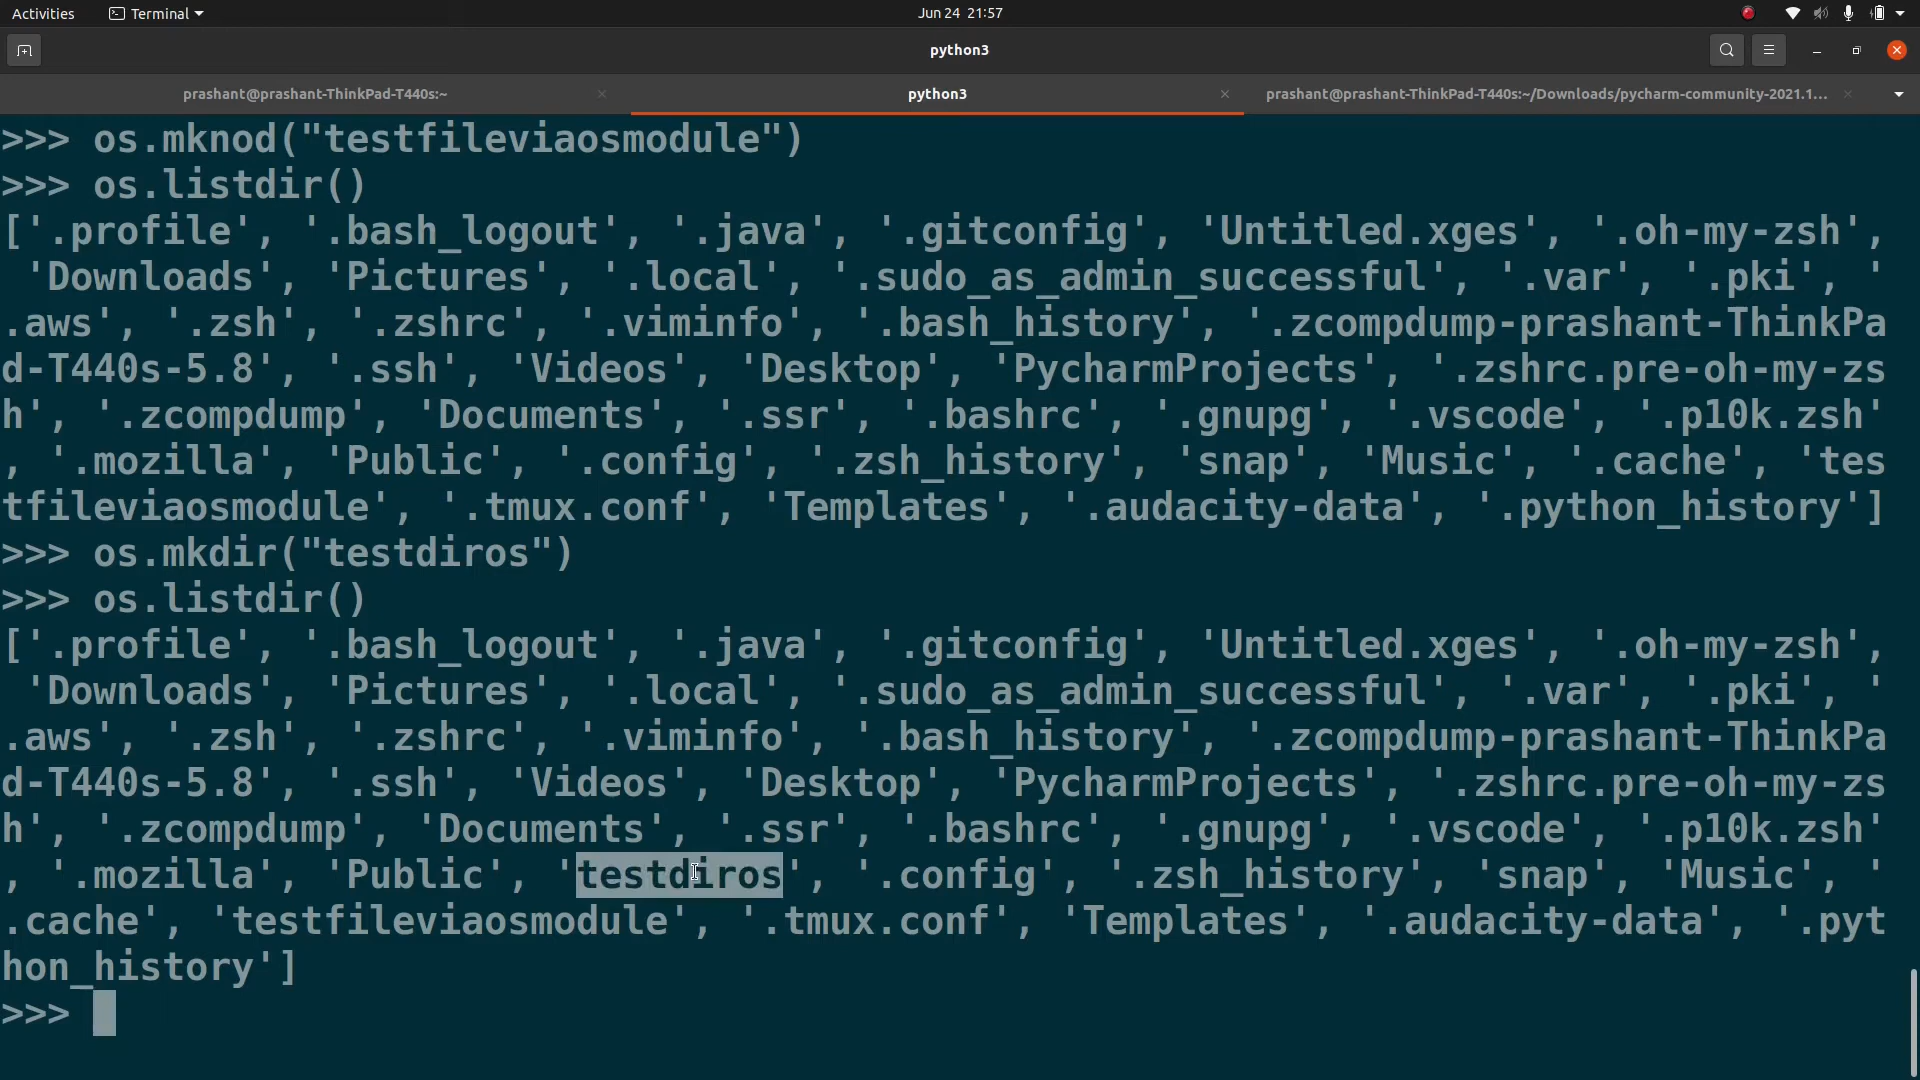 Activities Terminal Jun 24 21:57
python3
prashant@prashant-ThinkPad-T440s:~ python3 prashant@prashant-ThinkPad-T440s:~/Downloads/pycharm-community-2021.1...
>>> os.mknod("testfileviaosmodule")
>>> os.listdir()
['.profile', '.bash_logout', '.java', '.gitconfig', 'Untitled.xges', '.oh-my-zsh',
'Downloads', 'Pictures', '.local', '.sudo_as_admin_successful', '.var', '.pki', '
.aws', '.zsh', '.zshrc', '.viminfo', '.bash_history', '.zcompdump-prashant-ThinkPa
d-T440s-5.8', '.ssh', 'Videos', 'Desktop', 'PycharmProjects', '.zshrc.pre-oh-my-zs
h', '.zcompdump', 'Documents', '.ssr', '.bashrc', '.gnupg', '.vscode', '.p10k.zsh'
, '.mozilla', 'Public', '.config', '.zsh_history', 'snap', 'Music', '.cache', 'tes
tfileviaosmodule', '.tmux.conf', 'Templates', '.audacity-data', '.python_history']
>>> os.mkdir("testdiros")
>>> os.listdir()
['.profile', '.bash_logout', '.java', '.gitconfig', 'Untitled.xges', '.oh-my-zsh',
'Downloads', 'Pictures', '.local', '.sudo_as_admin_successful', '.var', '.pki', '
.aws', '.zsh', '.zshrc', '.viminfo', '.bash_history', '.zcompdump-prashant-ThinkPa
d-T440s-5.8', '.ssh', 'Videos', 'Desktop', 'PycharmProjects', '.zshrc.pre-oh-my-zs
h', '.zcompdump', 'Documents', '.ssr', '.bashrc', '.gnupg', '.vscode', '.p10k.zsh'
, '.mozilla', 'Public', 'testdiros', '.config', '.zsh_history', 'snap', 'Music', '
.cache', 'testfileviaosmodule', '.tmux.conf', 'Templates', '.audacity-data', '.pyt
hon_history']
>>>